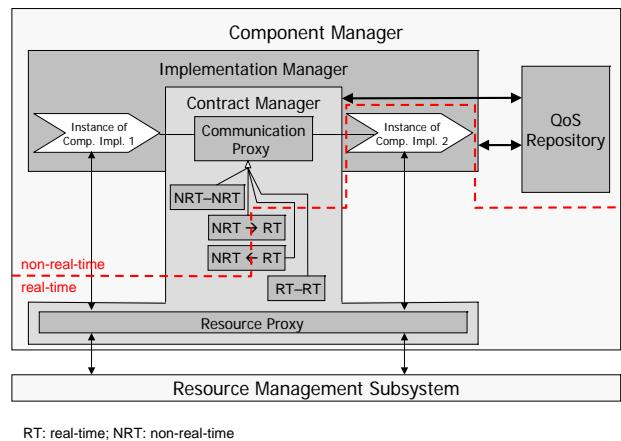 Component Manager
Implementation Manager
Contract Manager
Instance of
Comp. Impl. 1
Communication
Proxy
Instance of
Comp. Impl. 2
QoS
Repository
NRT–NRT
NRT → RT
NRT ← RT
RT–RT
non-real-time
real-time
Resource Proxy
Resource Management Subsystem
RT: real-time; NRT: non-real-time